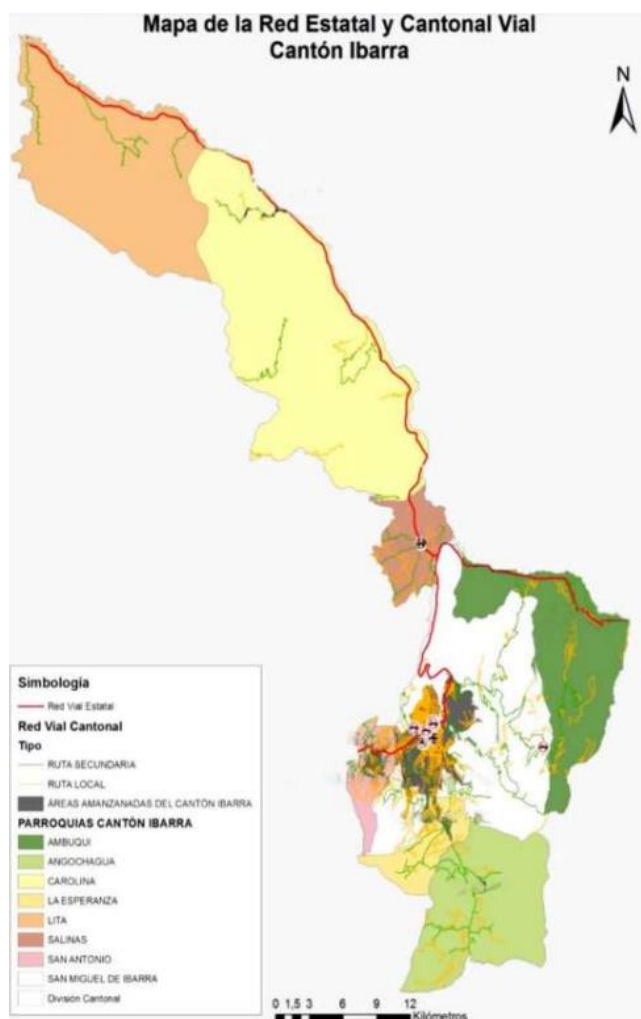 Mapa de la Red Estatal y Cantonal Vial
Cantón Ibarra
N
Simbología
Red Vial Estatal
Red Vial Cantonal
Tipo
RUTA SECUNDARIA
RUTA LOCAL
ÁREAS AMANZANADAS DEL CANTÓN IBARRA
PARROQUIAS CANTÓN IBARRA
AMBUQUI
ANGOCHAGUA
CAROLINA
LA ESPERANZA
LITA
SALINAS
SAN ANTONIO
SAN MIGUEL DE IBARRA
División Cantonal
0 1,5 3 6 9 12
Kilómetros